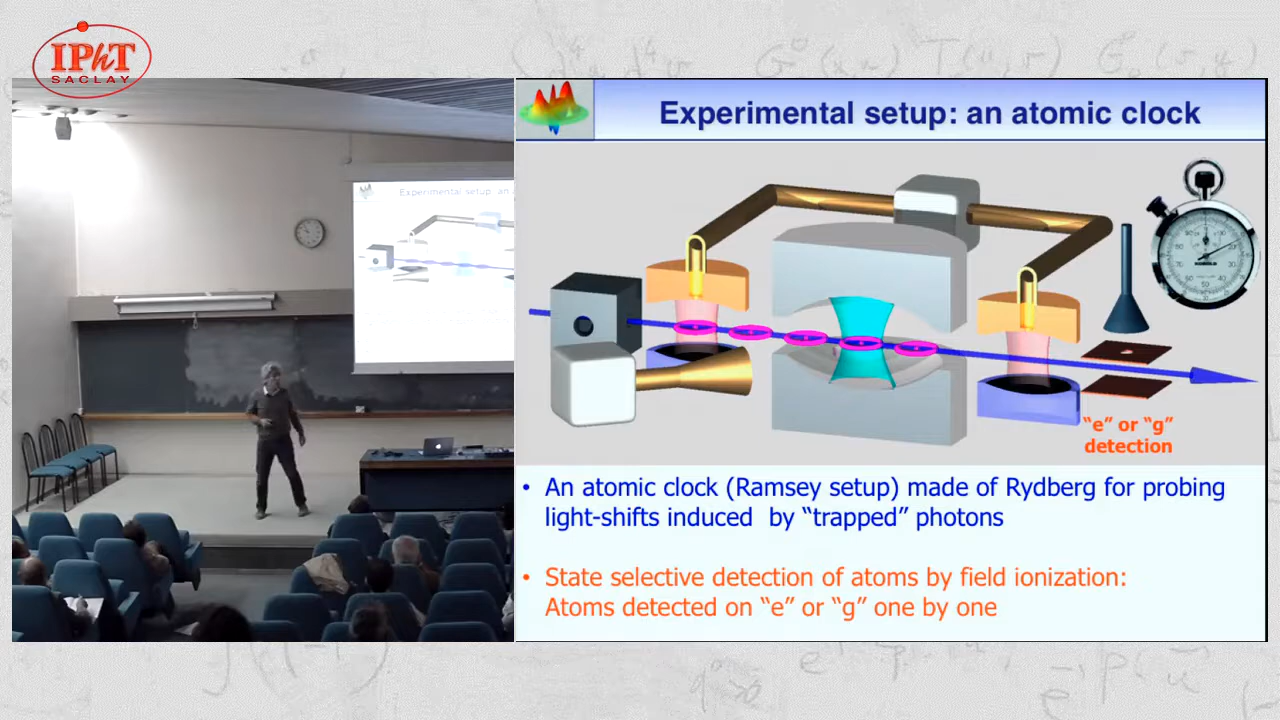 IPhT
SACLAY
Experimental setup: an atomic clock
Experimental setup: an
“e” or “g”
detection
• An atomic clock (Ramsey setup) made of Rydberg for probing
light-shifts induced by “trapped” photons
• State selective detection of atoms by field ionization:
Atoms detected on “e” or “g” one by one